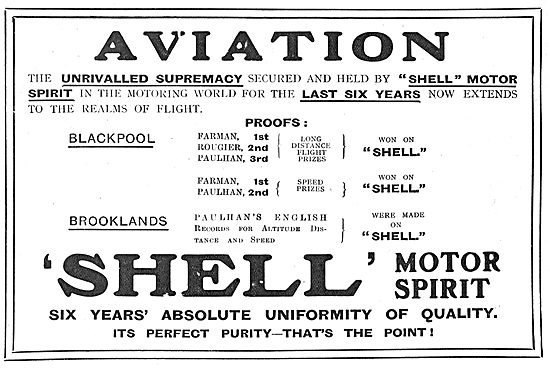 AVIATION
THE UNRIVALLED SUPREMACY SECURED AND HELD BY "SHELL" MOTOR
SPIRIT IN THE MOTORING WORLD FOR THE LAST SIX YEARS NOW EXTENDS
TO THE REALMS OF FLIGHT.
PROOFS:
BLACKPOOL
FARMAN, 1st
ROUGIER, 2nd
PAULHAN, 3rd
LONG
DISTANCE
FLIGHT
PRIZES
WON ON
"SHELL."
FARMAN, 1st
PAULHAN, 2nd
SPEED
PRIZES
WON ON
"SHELL."
BROOKLANDS
PAULHAN'S ENGLISH
RECORDS FOR ALTITUDE DIS-
TANCE AND SPEED
WERE MADE
ON
"SHELL."
'SHELL' MOTOR
SPIRIT
SIX YEARS' ABSOLUTE UNIFORMITY OF QUALITY.
ITS PERFECT PURITY—THAT'S THE POINT!